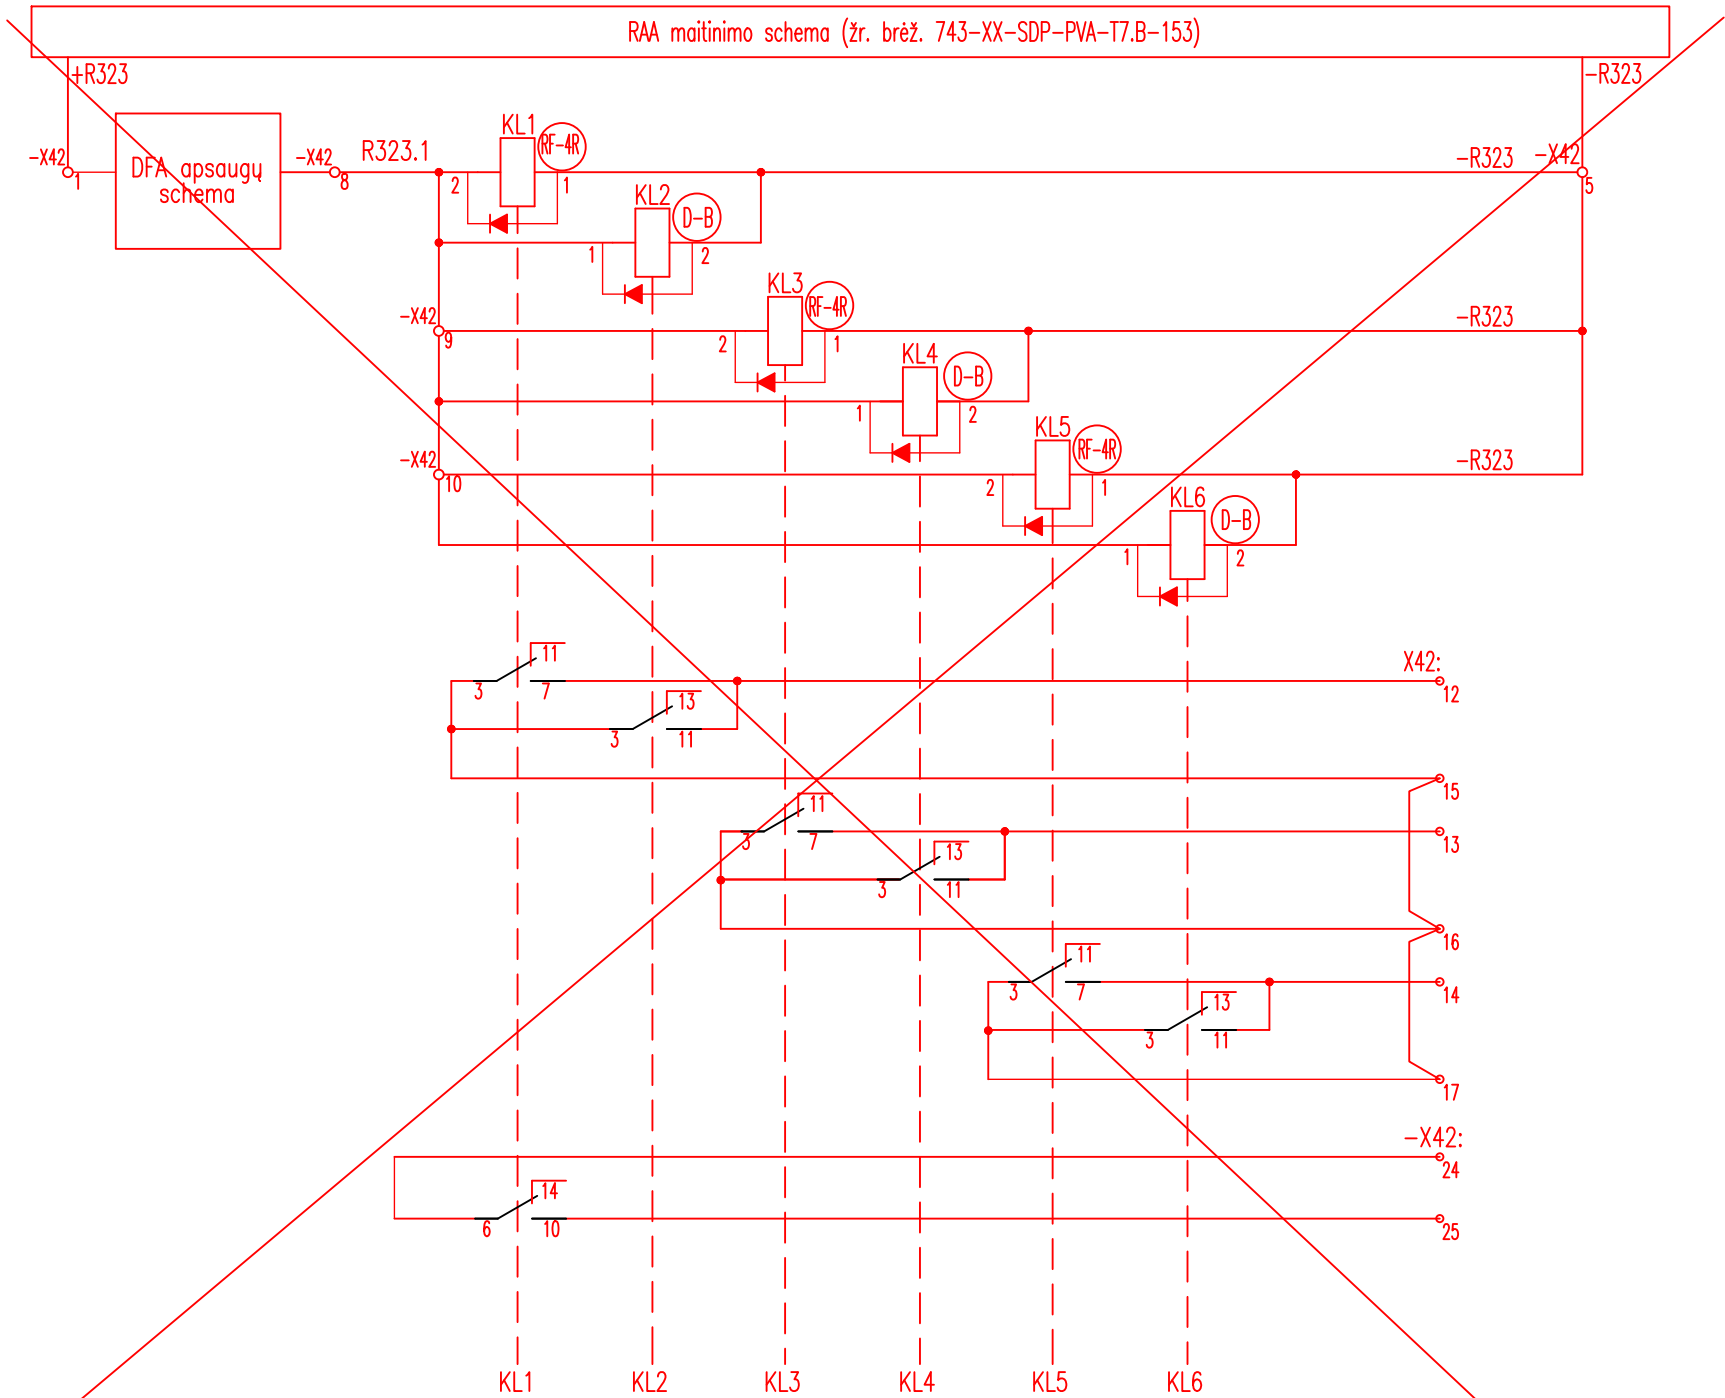 RAA maitinimo schema (žr. brėž. 743-XX-SDP-PVA-T7.B-153)
+R323
-R323
-X42
1
DFA apsaugų
schema
-X42
8
R323.1
KL1
RF-4R
2
1
-R323
-X42
5
KL2
D-B
1
2
KL3
RF-4R
-X42
9
2
1
-R323
KL4
D-B
1
2
KL5
RF-4R
-X42
10
2
1
-R323
KL6
D-B
1
2
11
3
7
X42:
12
13
3
11
15
11
3
7
13
13
3
11
16
11
3
7
14
13
3
11
17
-X42:
24
14
6
10
25
KL1
KL2
KL3
KL4
KL5
KL6